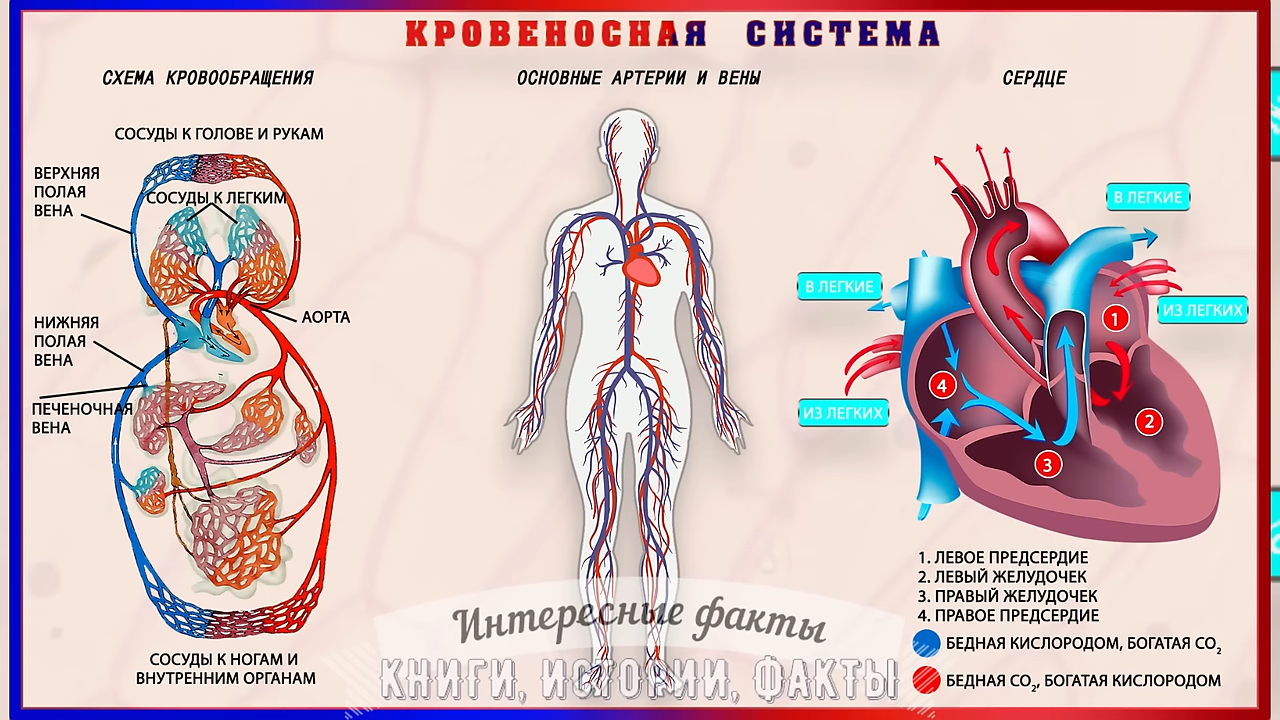 КРОВЕНОСНАЯ СИСТЕМА
СХЕМА КРОВООБРАЩЕНИЯ
СОСУДЫ К ГОЛОВЕ И РУКАМ
ВЕРХНЯЯ
ПОЛАЯ
ВЕНА
СОСУДЫ К ЛЕГКИМ
АОРТА
НИЖНЯЯ
ПОЛАЯ
ВЕНА
ПЕЧЕНОЧНАЯ
ВЕНА
СОСУДЫ К НОГАМ И
ВНУТРЕННИМ ОРГАНАМ
ОСНОВНЫЕ АРТЕРИИ И ВЕНЫ
СЕРДЦЕ
В ЛЕГКИЕ
В ЛЕГКИЕ
ИЗ ЛЕГКИХ
ИЗ ЛЕГКИХ
1
4
2
3
1. ЛЕВОЕ ПРЕДСЕРДИЕ
2. ЛЕВЫЙ ЖЕЛУДОЧЕК
3. ПРАВЫЙ ЖЕЛУДОЧЕК
4. ПРАВОЕ ПРЕДСЕРДИЕ
БЕДНАЯ КИСЛОРОДОМ, БОГАТАЯ CO₂
БЕДНАЯ CO₂, БОГАТАЯ КИСЛОРОДОМ
Интересные факты
КНИГИ, ИСТОРИИ, ФАКТЫ